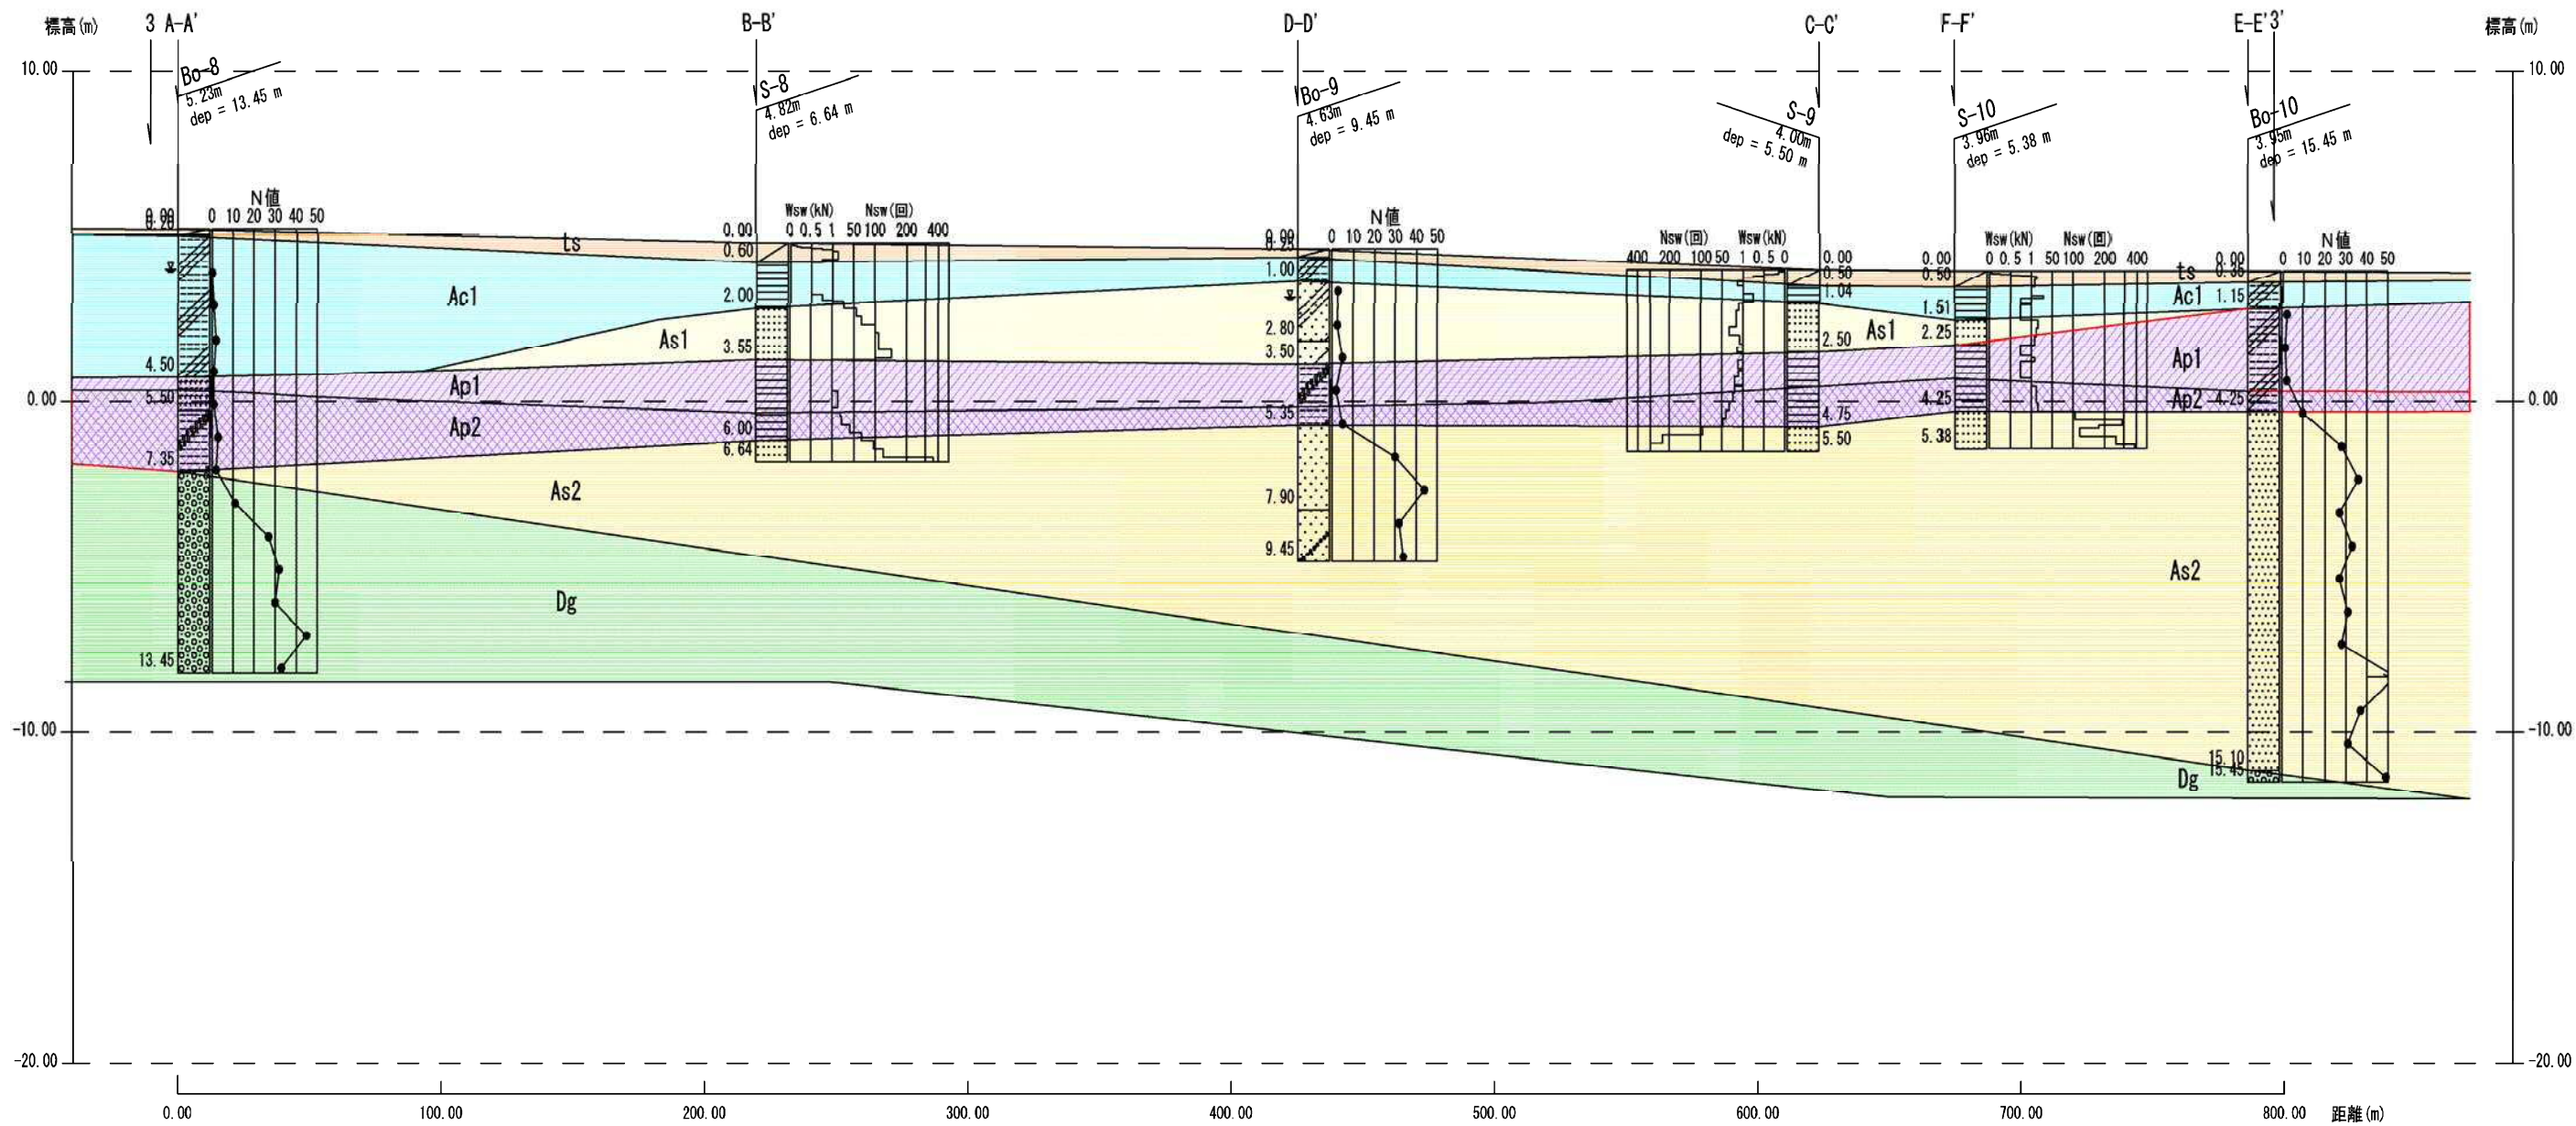 標高(m)
3 A-A'
B-B'
D-D'
C-C'
F-F'
E-E' 3'
標高(m)
10.00
10.00
Bo-8
5.23m
dep = 13.45 m
S-8
4.82m
dep = 6.64 m
Bo-9
4.63m
dep = 9.45 m
S-9
4.00m
dep = 5.50 m
S-10
3.96m
dep = 5.38 m
Bo-10
3.95m
dep = 15.45 m
N値
0 10 20 30 40 50
0.00
0.20
4.50
5.50
7.35
13.45
Wsw(kN) Nsw(回)
0 0.5 1 50 100 200 400
0.00
0.60
2.00
3.55
6.00
6.64
N値
0 10 20 30 40 50
0.00
0.25
1.00
2.80
3.50
5.35
7.90
9.45
Nsw(回) Wsw(kN)
400 200 100 50 1 0.5 0
0.00
0.50
1.04
2.50
4.75
5.50
Wsw(kN) Nsw(回)
0 0.5 1 50 100 200 400
0.00
0.50
1.51
2.25
4.25
5.38
N値
0 10 20 30 40 50
0.00
0.35
1.15
4.25
15.10
15.45
ts
ts
Ac1
Ac1
As1
As1
Ap1
Ap1
Ap2
Ap2
As2
As2
Dg
Dg
0.00
0.00
-10.00
-10.00
-20.00
-20.00
0.00 100.00 200.00 300.00 400.00 500.00 600.00 700.00 800.00 距離(m)